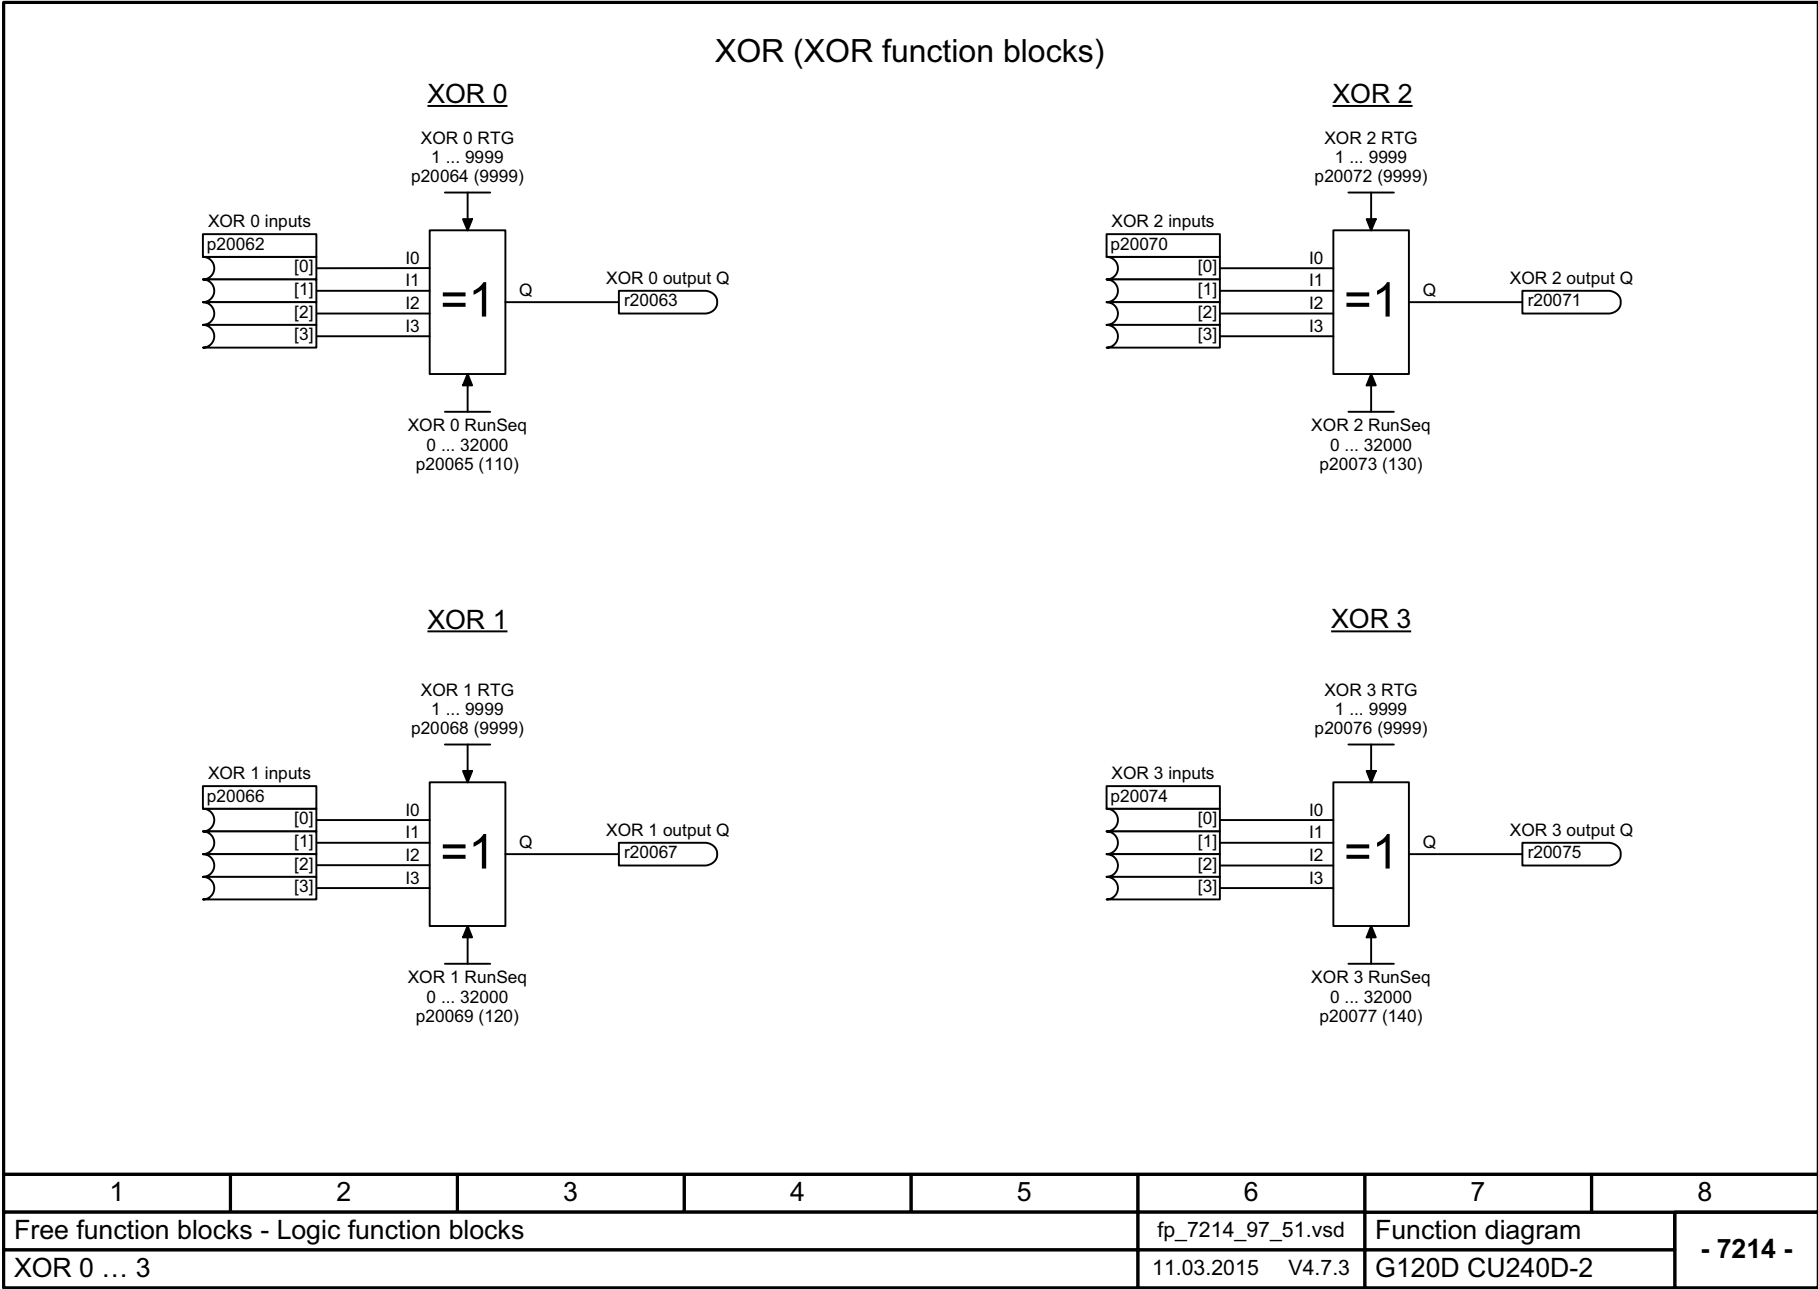 XOR (XOR function blocks)
XOR 0
XOR 0 RTG
1 ... 9999
p20064 (9999)
XOR 0 inputs
p20062
[0]
[1]
[2]
[3]
I0
I1
I2
I3
=1
Q
XOR 0 output Q
r20063
XOR 0 RunSeq
0 ... 32000
p20065 (110)
XOR 2
XOR 2 RTG
1 ... 9999
p20072 (9999)
XOR 2 inputs
p20070
[0]
[1]
[2]
[3]
I0
I1
I2
I3
=1
Q
XOR 2 output Q
r20071
XOR 2 RunSeq
0 ... 32000
p20073 (130)
XOR 1
XOR 1 RTG
1 ... 9999
p20068 (9999)
XOR 1 inputs
p20066
[0]
[1]
[2]
[3]
I0
I1
I2
I3
=1
Q
XOR 1 output Q
r20067
XOR 1 RunSeq
0 ... 32000
p20069 (120)
XOR 3
XOR 3 RTG
1 ... 9999
p20076 (9999)
XOR 3 inputs
p20074
[0]
[1]
[2]
[3]
I0
I1
I2
I3
=1
Q
XOR 3 output Q
r20075
XOR 3 RunSeq
0 ... 32000
p20077 (140)
1 2 3 4 5 6 7 8
Free function blocks - Logic function blocks
fp_7214_97_51.vsd
Function diagram
- 7214 -
XOR 0 … 3
11.03.2015 V4.7.3
G120D CU240D-2